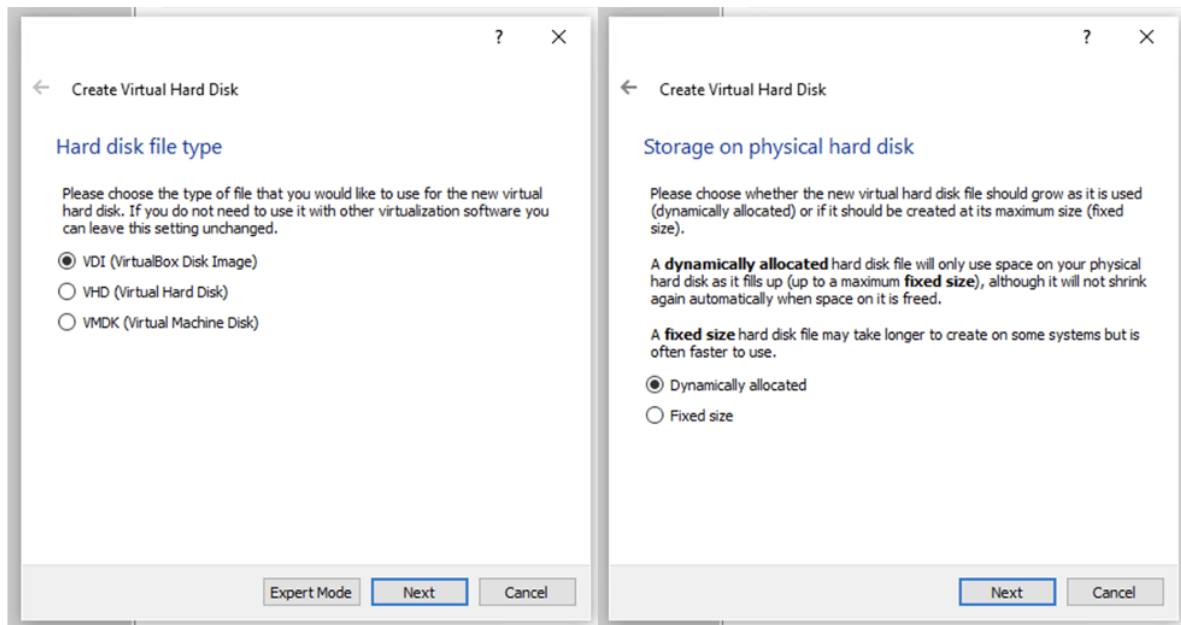 ?
Create Virtual Hard Disk
Hard disk file type
Please choose the type of file that you would like to use for the new virtual
hard disk. If you do not need to use it with other virtualization software you
can leave this setting unchanged.
VDI (VirtualBox Disk Image)
VHD (Virtual Hard Disk)
VMDK (Virtual Machine Disk)
Expert Mode
Next
Cancel
?
Create Virtual Hard Disk
Storage on physical hard disk
Please choose whether the new virtual hard disk file should grow as it is used
(dynamically allocated) or if it should be created at its maximum size (fixed
size).
A dynamically allocated hard disk file will only use space on your physical
hard disk as it fills up (up to a maximum fixed size), although it will not shrink
again automatically when space on it is freed.
A fixed size hard disk file may take longer to create on some systems but is
often faster to use.
Dynamically allocated
Fixed size
Next
Cancel